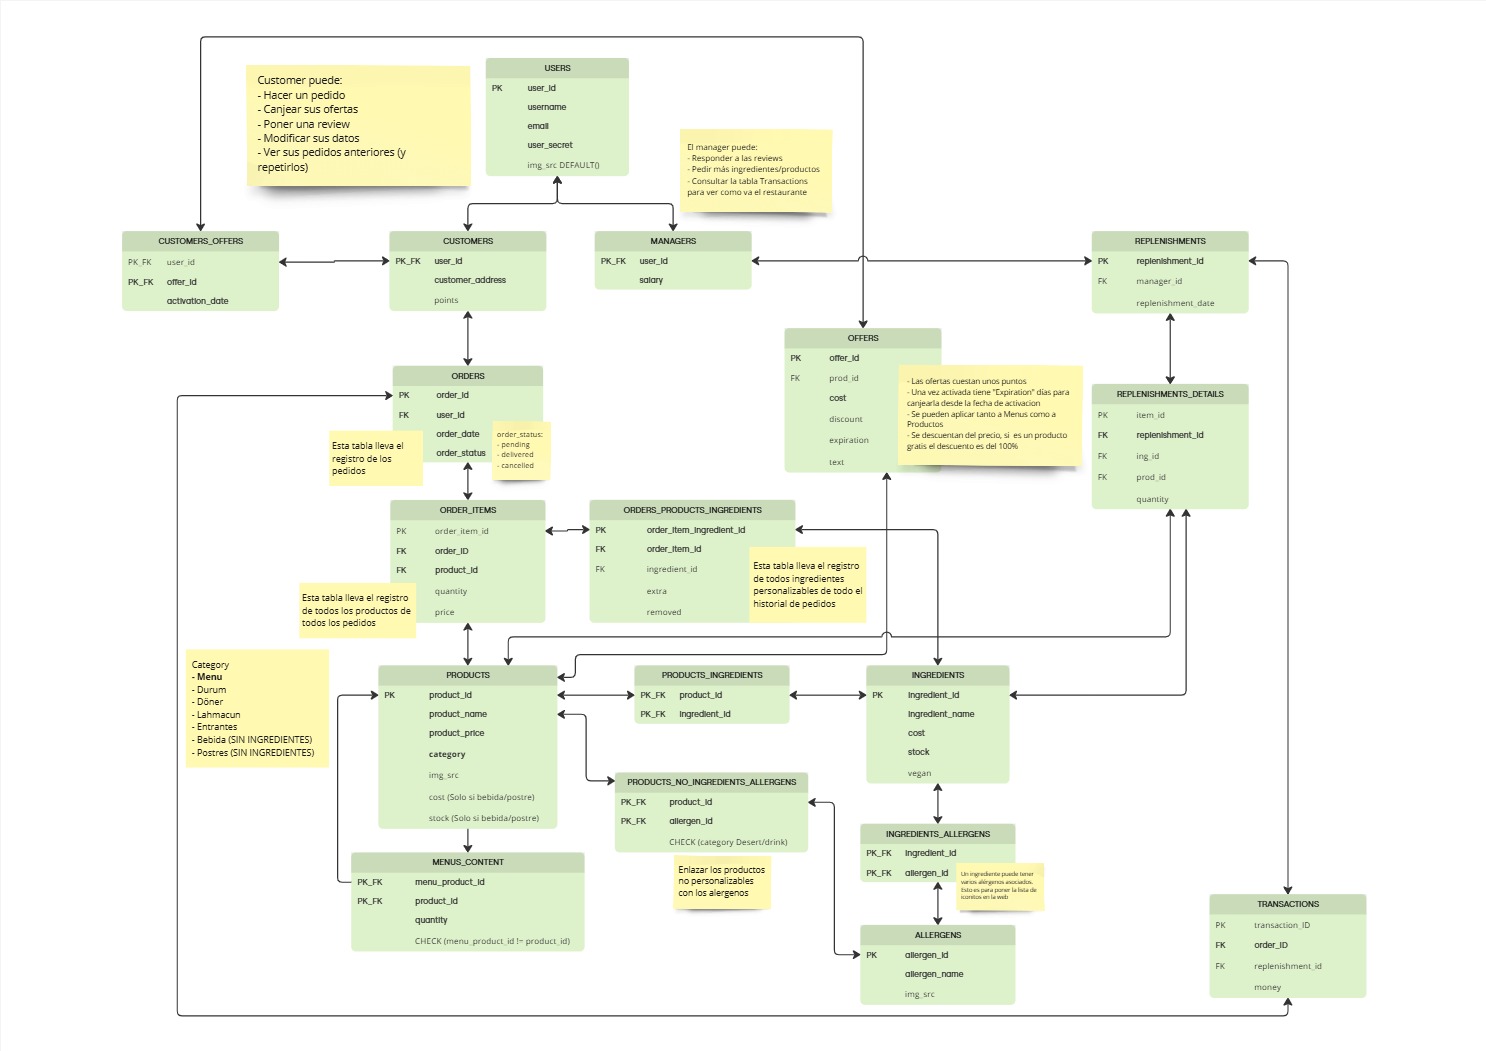 USERS
PK user_id
username
email
user_secret
img_src DEFAULT()
Customer puede:
- Hacer un pedido
- Canjear sus ofertas
- Poner una review
- Modificar sus datos
- Ver sus pedidos anteriores (y
repetirlos)
El manager puede:
- Responder a las reviews
- Pedir más ingredientes/productos
- Consultar la tabla Transactions
para ver como va el restaurante
CUSTOMERS_OFFERS
PK_FK user_id
PK_FK offer_id
activation_date
CUSTOMERS
PK_FK user_id
customer_address
points
MANAGERS
PK_FK user_id
salary
REPLENISHMENTS
PK replenishment_id
FK manager_id
replenishment_date
OFFERS
PK offer_id
FK prod_id
cost
discount
expiration
text
- Las ofertas cuestan unos puntos
- Una vez activada tiene "Expiration" días para
canjearla desde la fecha de activacion
- Se pueden aplicar tanto a Menus como a
Productos
- Se descuentan del precio, si es un producto
gratis el descuento es del 100%
ORDERS
PK order_id
FK user_id
order_date
order_status
Esta tabla lleva el
registro de los
pedidos
order_status:
- pending
- delivered
- cancelled
REPLENISHMENTS_DETAILS
PK item_id
FK replenishment_id
FK ing_id
FK prod_id
quantity
ORDER_ITEMS
PK order_item_id
FK order_ID
FK product_id
quantity
price
Esta tabla lleva el registro
de todos los productos de
todos los pedidos
ORDERS_PRODUCTS_INGREDIENTS
PK order_item_ingredient_id
FK order_item_id
FK ingredient_id
extra
removed
Esta tabla lleva el registro
de todos ingredientes
personalizables de todo el
historial de pedidos
Category
- Menu
- Durum
- Döner
- Lahmacun
- Entrantes
- Bebida (SIN INGREDIENTES)
- Postres (SIN INGREDIENTES)
PRODUCTS
PK product_id
product_name
product_price
category
img_src
cost (Solo si bebida/postre)
stock (Solo si bebida/postre)
PRODUCTS_INGREDIENTS
PK_FK product_id
PK_FK ingredient_id
INGREDIENTS
PK ingredient_id
ingredient_name
cost
stock
vegan
PRODUCTS_NO_INGREDIENTS_ALLERGENS
PK_FK product_id
PK_FK allergen_id
CHECK (category Desert/drink)
Enlazar los productos
no personalizables
con los alergenos
INGREDIENTS_ALLERGENS
PK_FK ingredient_id
PK_FK allergen_id
Un ingrediente puede tener
varios alérgenos asociados.
Esto es para poner la lista de
iconitos en la web
MENUS_CONTENT
PK_FK menu_product_id
PK_FK product_id
quantity
CHECK (menu_product_id != product_id)
ALLERGENS
PK allergen_id
allergen_name
img_src
TRANSACTIONS
PK transaction_ID
FK order_ID
FK replenishment_id
money